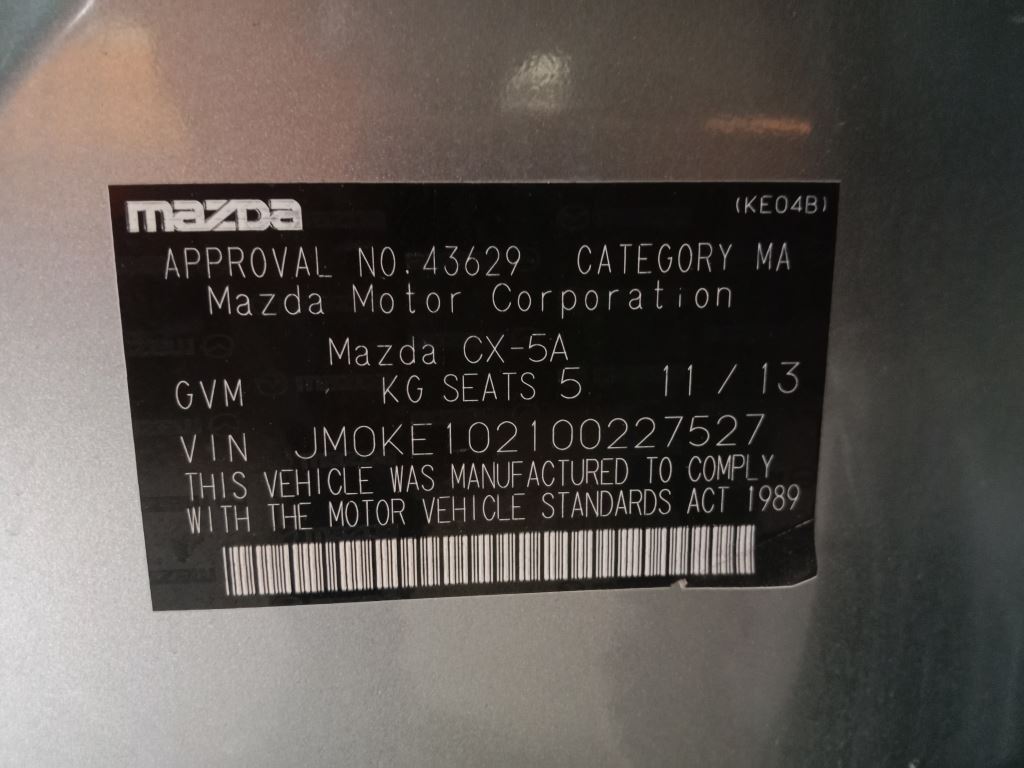 mazda (KE04B)
APPROVAL NO. 43629 CATEGORY MA
Mazda Motor Corporation
Mazda CX-5A
GVM KG SEATS 5 11 / 13
VIN JM0KE102100227527
THIS VEHICLE WAS MANUFACTURED TO COMPLY
WITH THE MOTOR VEHICLE STANDARDS ACT 1989